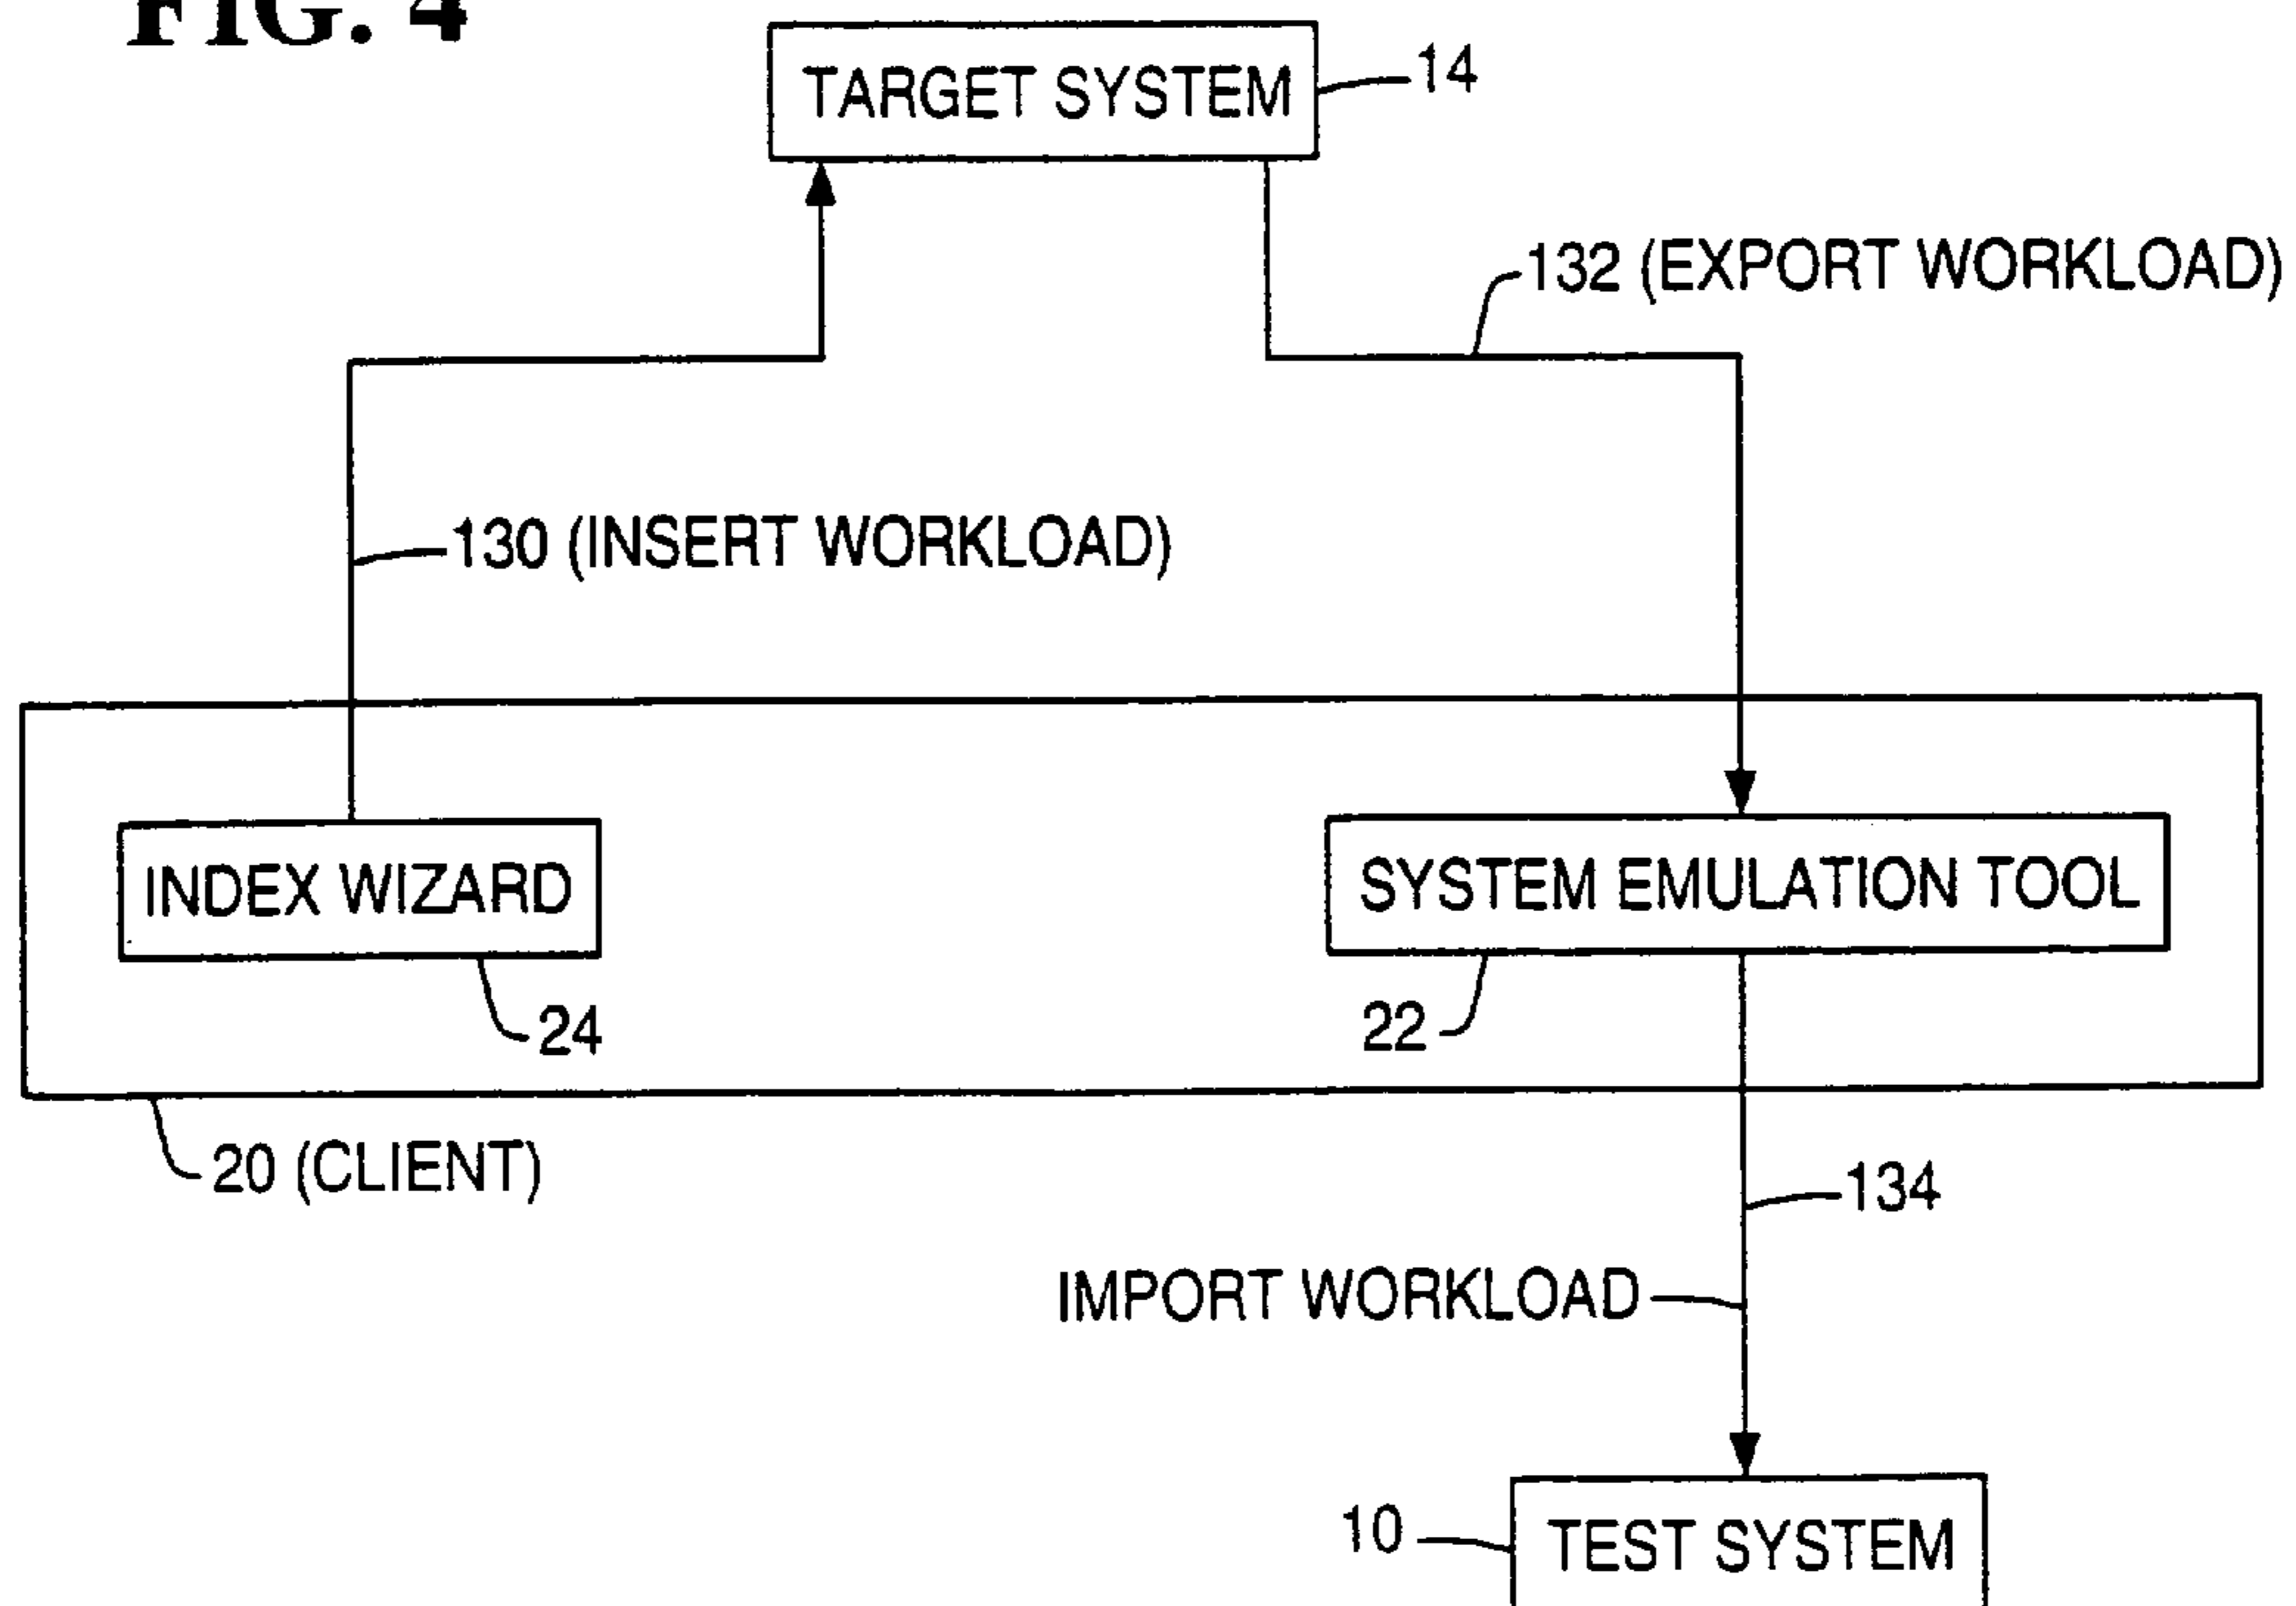 FIG. 4
TARGET SYSTEM
14
132 (EXPORT WORKLOAD)
130 (INSERT WORKLOAD)
INDEX WIZARD
SYSTEM EMULATION TOOL
24
22
20 (CLIENT)
134
IMPORT WORKLOAD
10
TEST SYSTEM